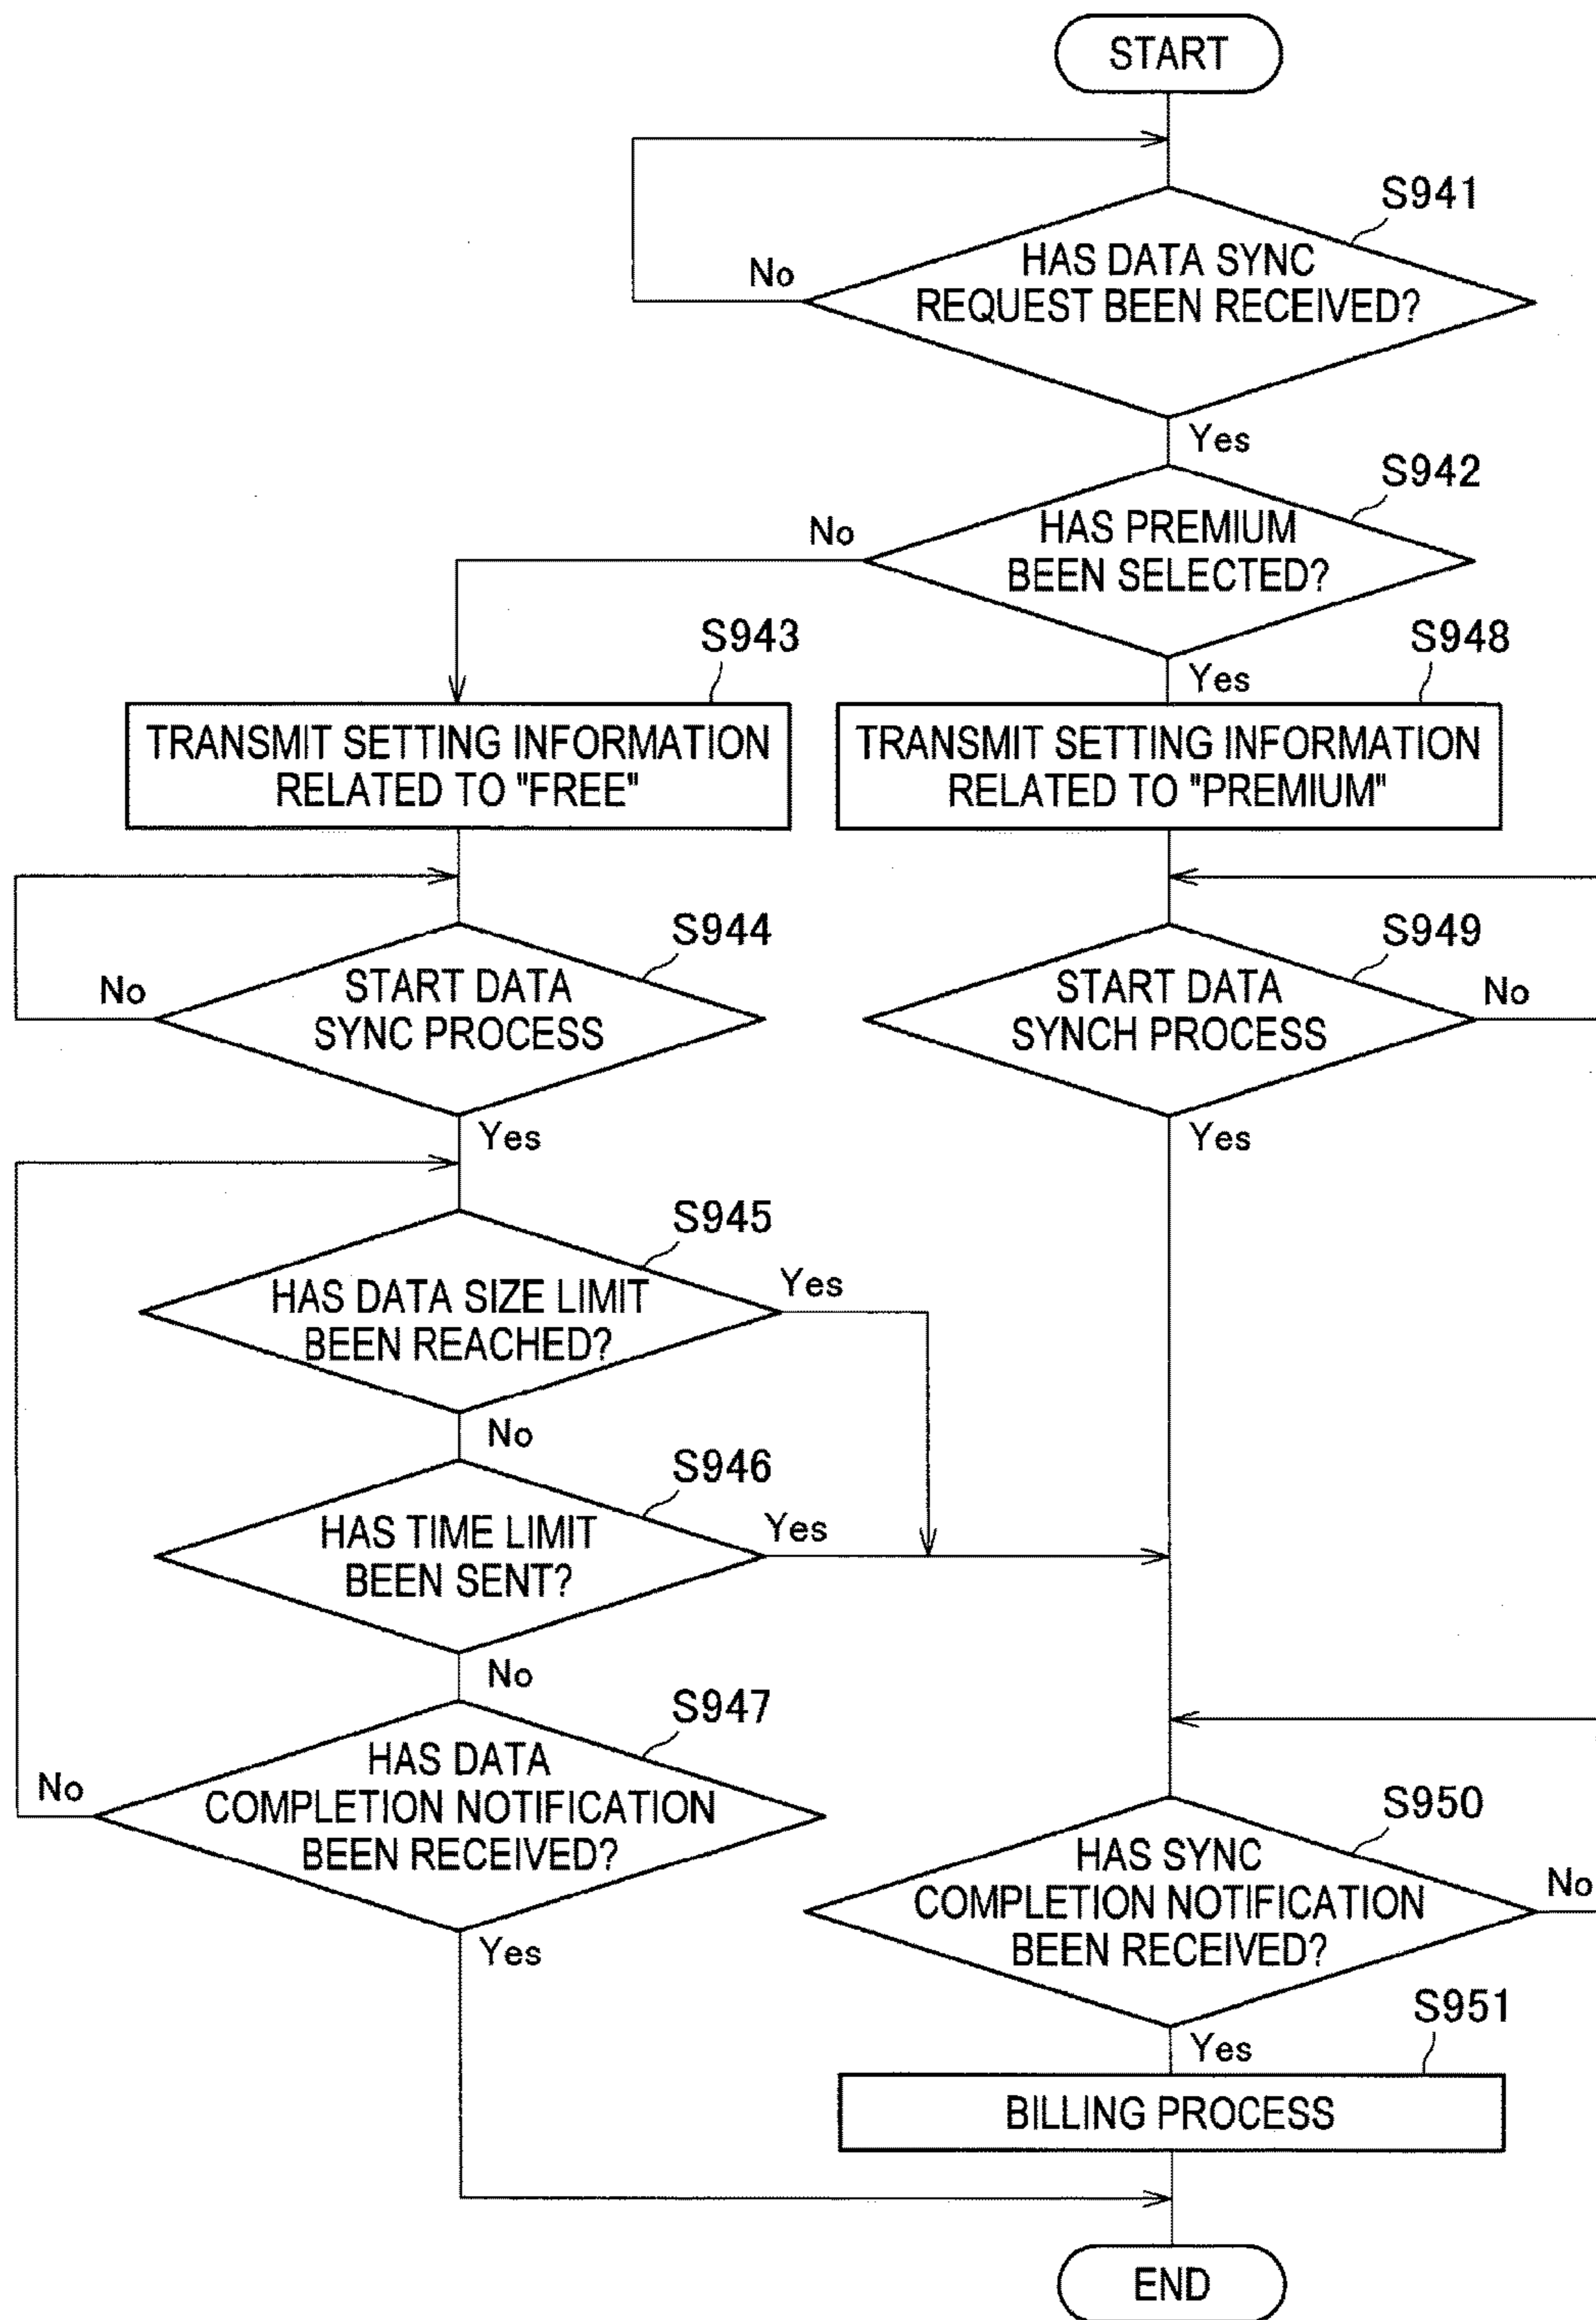 START
S941
HAS DATA SYNC
REQUEST BEEN RECEIVED?
No
Yes
S942
HAS PREMIUM
BEEN SELECTED?
No
Yes
S943
TRANSMIT SETTING INFORMATION
RELATED TO "FREE"
S948
TRANSMIT SETTING INFORMATION
RELATED TO "PREMIUM"
S944
START DATA
SYNC PROCESS
No
Yes
S949
START DATA
SYNCH PROCESS
No
Yes
S945
HAS DATA SIZE LIMIT
BEEN REACHED?
Yes
No
S946
HAS TIME LIMIT
BEEN SENT?
Yes
No
S947
HAS DATA
COMPLETION NOTIFICATION
BEEN RECEIVED?
No
Yes
S950
HAS SYNC
COMPLETION NOTIFICATION
BEEN RECEIVED?
No
Yes
S951
BILLING PROCESS
END